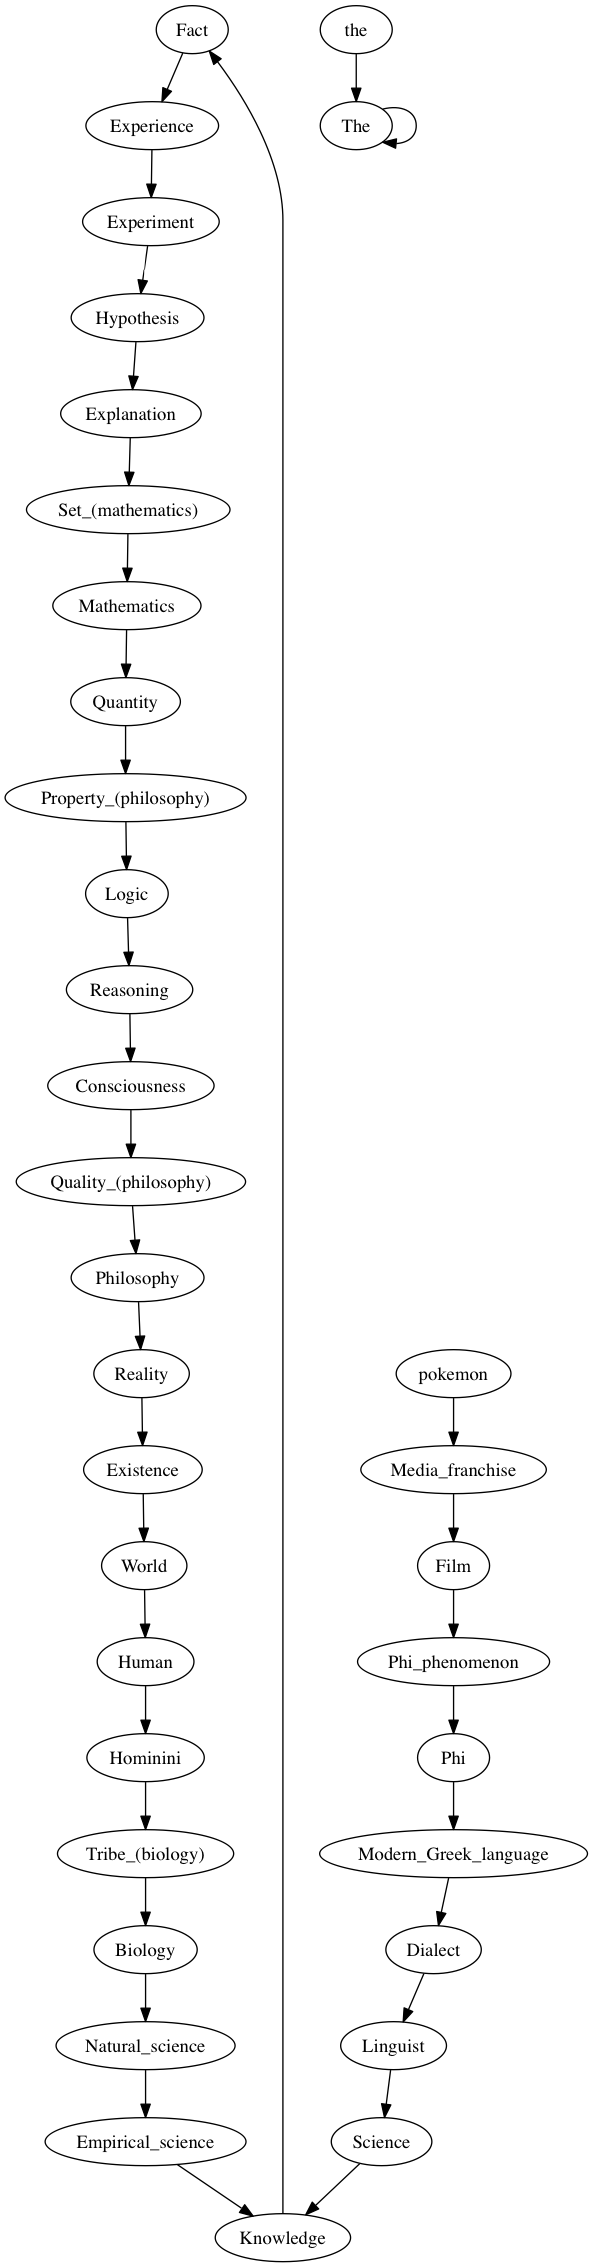 Fact
the
Experience
The
Experiment
Hypothesis
Explanation
Set_(mathematics)
Mathematics
Quantity
Property_(philosophy)
Logic
Reasoning
Consciousness
Quality_(philosophy)
Philosophy
Reality
pokemon
Existence
Media_franchise
World
Film
Human
Phi_phenomenon
Hominini
Phi
Tribe_(biology)
Modern_Greek_language
Biology
Dialect
Natural_science
Linguist
Empirical_science
Science
Knowledge